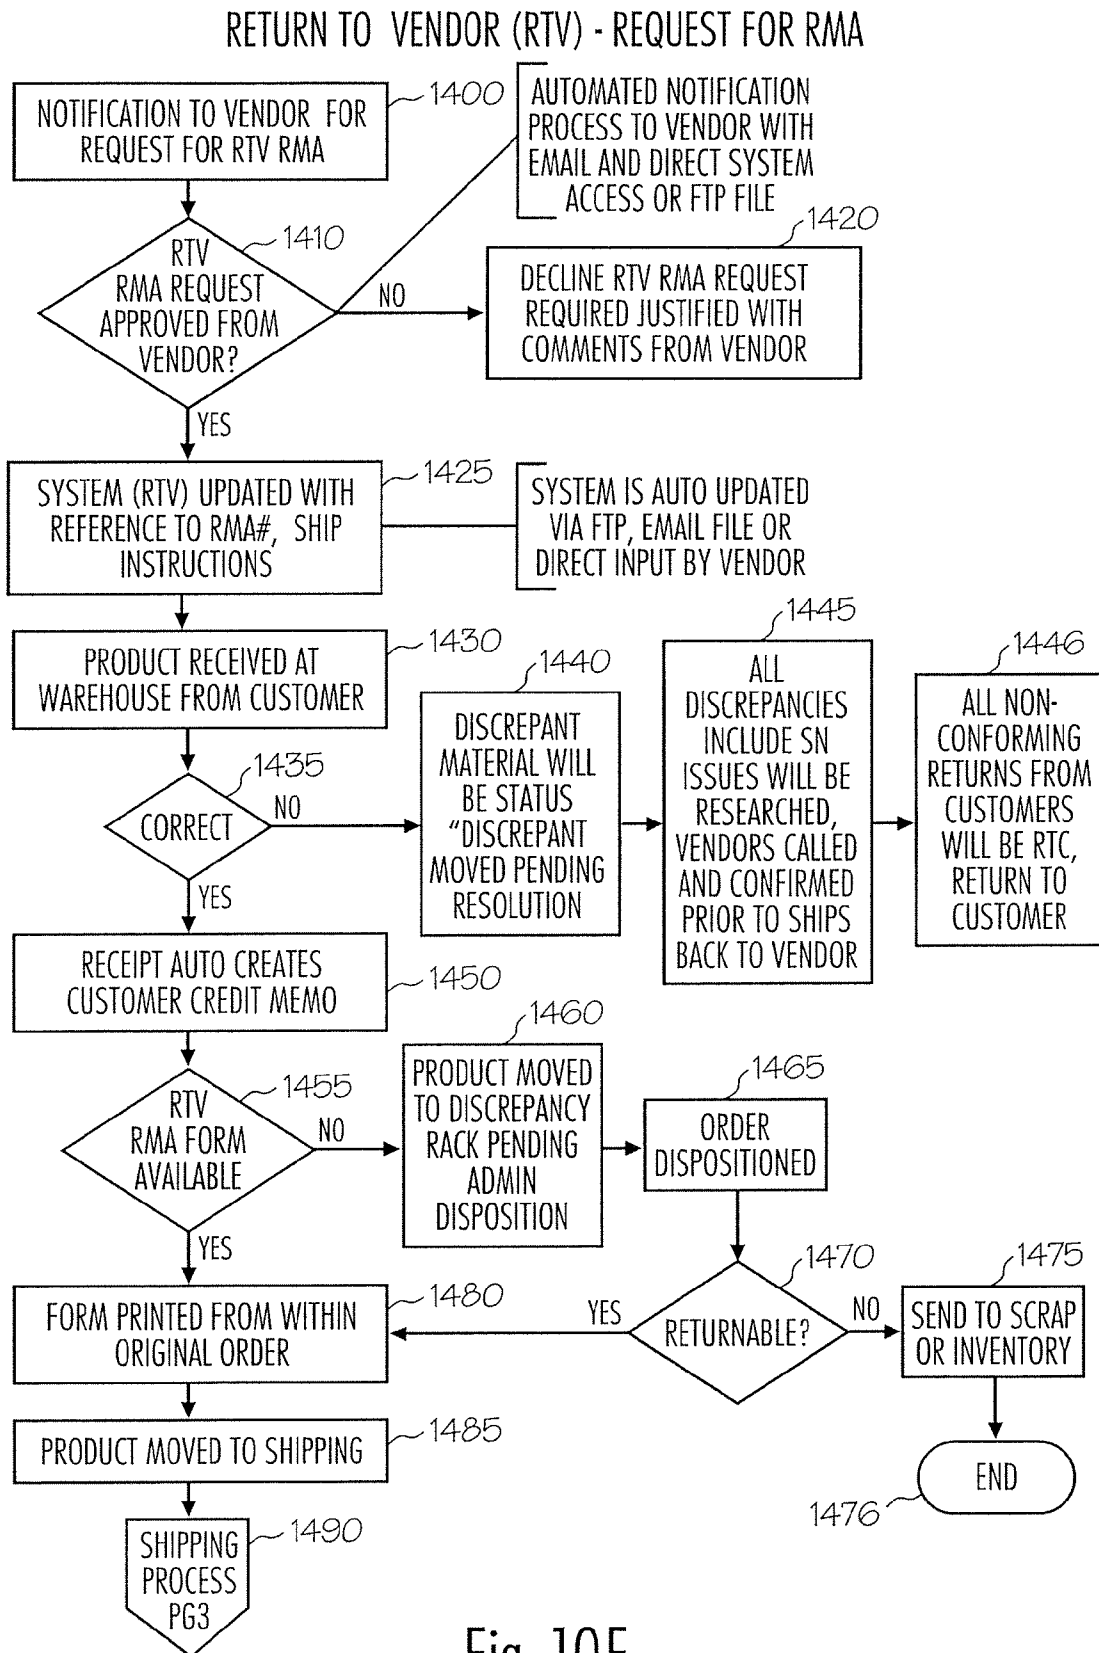 RETURN TO VENDOR (RTV) - REQUEST FOR RMA
NOTIFICATION TO VENDOR FOR
REQUEST FOR RTV RMA
1400
AUTOMATED NOTIFICATION
PROCESS TO VENDOR WITH
EMAIL AND DIRECT SYSTEM
ACCESS OR FTP FILE
RTV
RMA REQUEST
APPROVED FROM
VENDOR?
1410
NO
1420
DECLINE RTV RMA REQUEST
REQUIRED JUSTIFIED WITH
COMMENTS FROM VENDOR
YES
SYSTEM (RTV) UPDATED WITH
REFERENCE TO RMA#, SHIP
INSTRUCTIONS
1425
SYSTEM IS AUTO UPDATED
VIA FTP, EMAIL FILE OR
DIRECT INPUT BY VENDOR
PRODUCT RECEIVED AT
WAREHOUSE FROM CUSTOMER
1430
CORRECT
1435
NO
1440
DISCREPANT
MATERIAL WILL
BE STATUS
"DISCREPANT
MOVED PENDING
RESOLUTION
1445
ALL
DISCREPANCIES
INCLUDE SN
ISSUES WILL BE
RESEARCHED,
VENDORS CALLED
AND CONFIRMED
PRIOR TO SHIPS
BACK TO VENDOR
1446
ALL NON-
CONFORMING
RETURNS FROM
CUSTOMERS
WILL BE RTC,
RETURN TO
CUSTOMER
YES
RECEIPT AUTO CREATES
CUSTOMER CREDIT MEMO
1450
RTV
RMA FORM
AVAILABLE
1455
NO
1460
PRODUCT MOVED
TO DISCREPANCY
RACK PENDING
ADMIN
DISPOSITION
1465
ORDER
DISPOSITIONED
YES
FORM PRINTED FROM WITHIN
ORIGINAL ORDER
1480
YES
RETURNABLE?
1470
NO
1475
SEND TO SCRAP
OR INVENTORY
PRODUCT MOVED TO SHIPPING
1485
END
1476
SHIPPING
PROCESS
PG3
1490
Fig. 10F